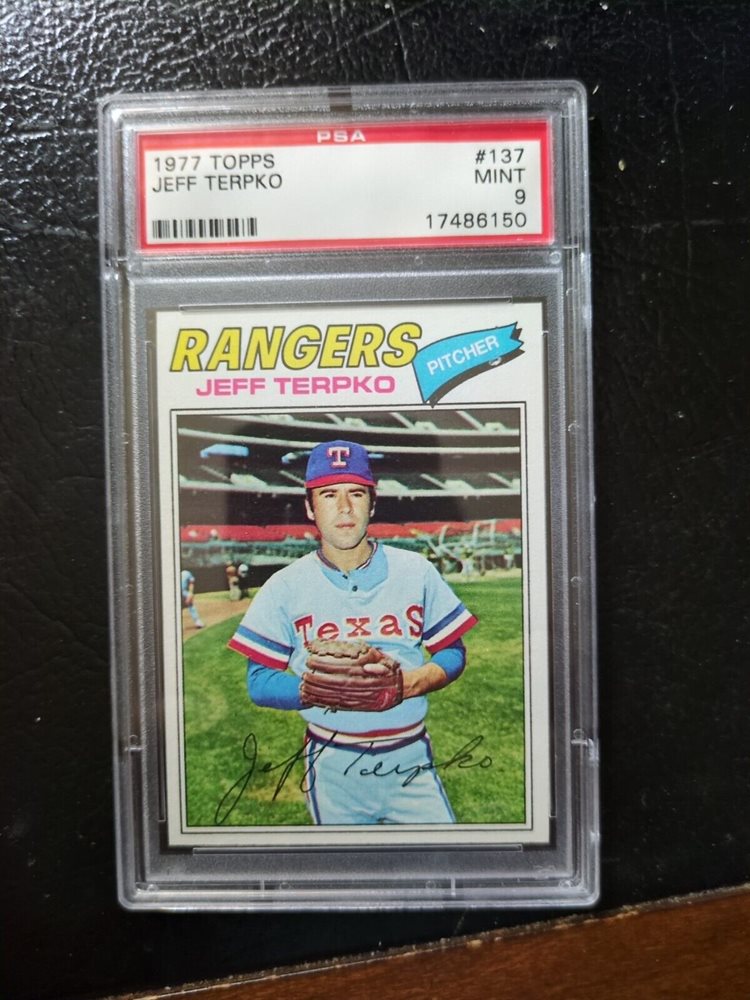 PSA
1977 TOPPS #137
JEFF TERPKO MINT
9
17486150
RANGERS
PITCHER
JEFF TERPKO
T
Texas
Jeff Terpko